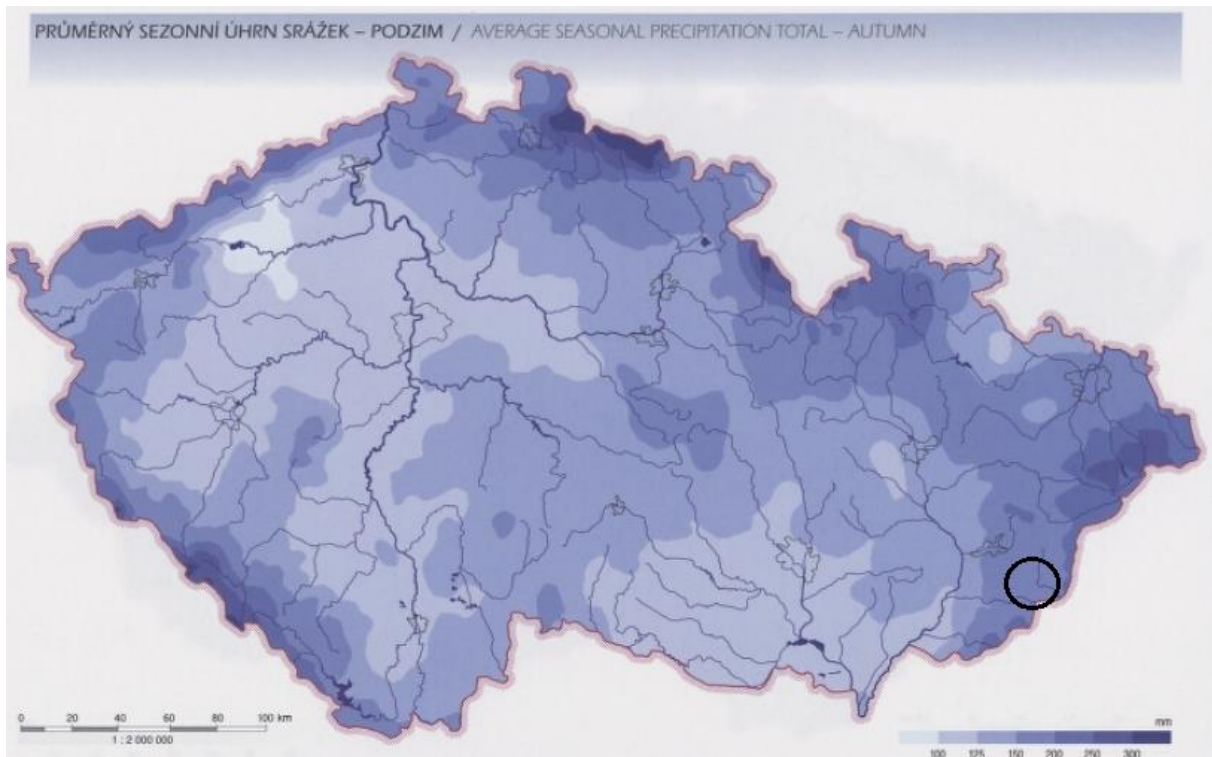 PRŮMĚRNÝ SEZONNÍ ÚHRN SRÁŽEK – PODZIM / AVERAGE SEASONAL PRECIPITATION TOTAL – AUTUMN
0 20 40 60 80 100 km
1 : 2 000 000
mm
100 125 150 200 250 300